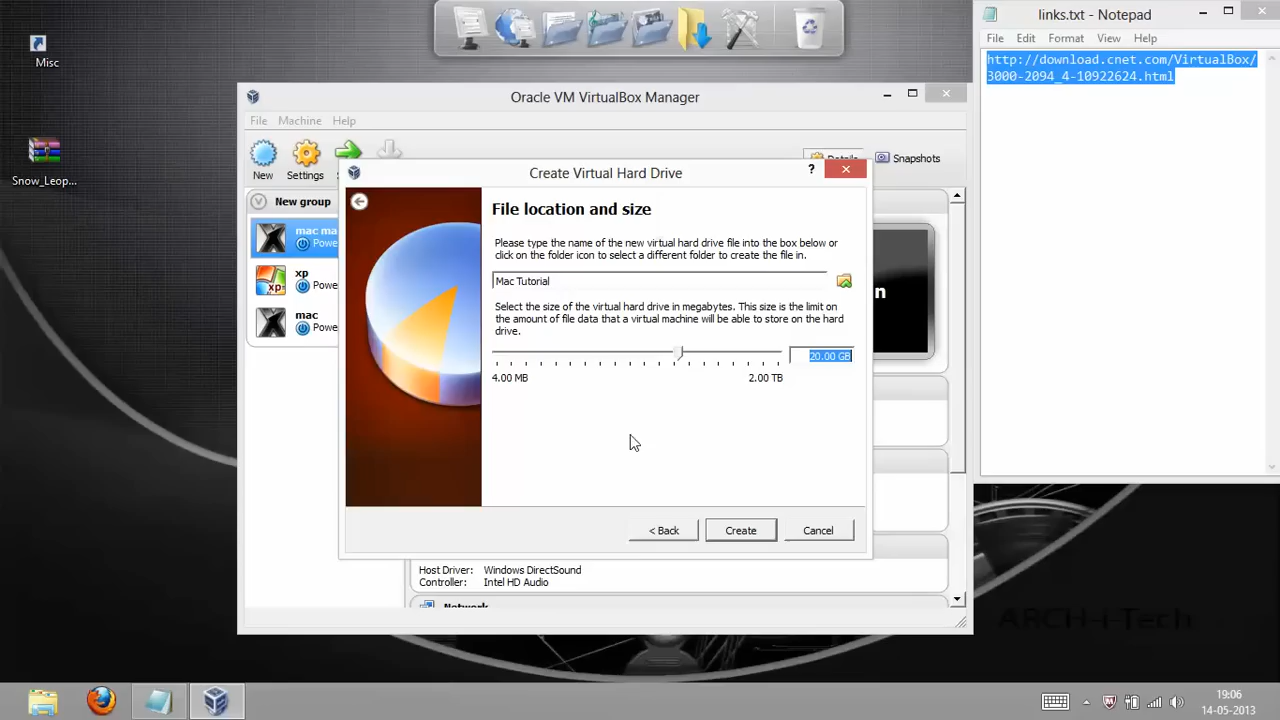 links.txt - Notepad
File Edit Format View Help
http://download.cnet.com/VirtualBox/
3000-2094_4-10922624.html
Misc
Snow_Leop...
Oracle VM VirtualBox Manager
File Machine Help
New
Settings
Details
Snapshots
New group
mac ma
Powe
xp
Powe
mac
Powe
n
Create Virtual Hard Drive
?
File location and size
Please type the name of the new virtual hard drive file into the box below or
click on the folder icon to select a different folder to create the file in.
Mac Tutorial
Select the size of the virtual hard drive in megabytes. This size is the limit on
the amount of file data that a virtual machine will be able to store on the hard
drive.
20.00 GB
4.00 MB 2.00 TB
< Back Create Cancel
Host Driver: Windows DirectSound
Controller: Intel HD Audio
Network
ARCH-i-Tech
19:06
14-05-2013